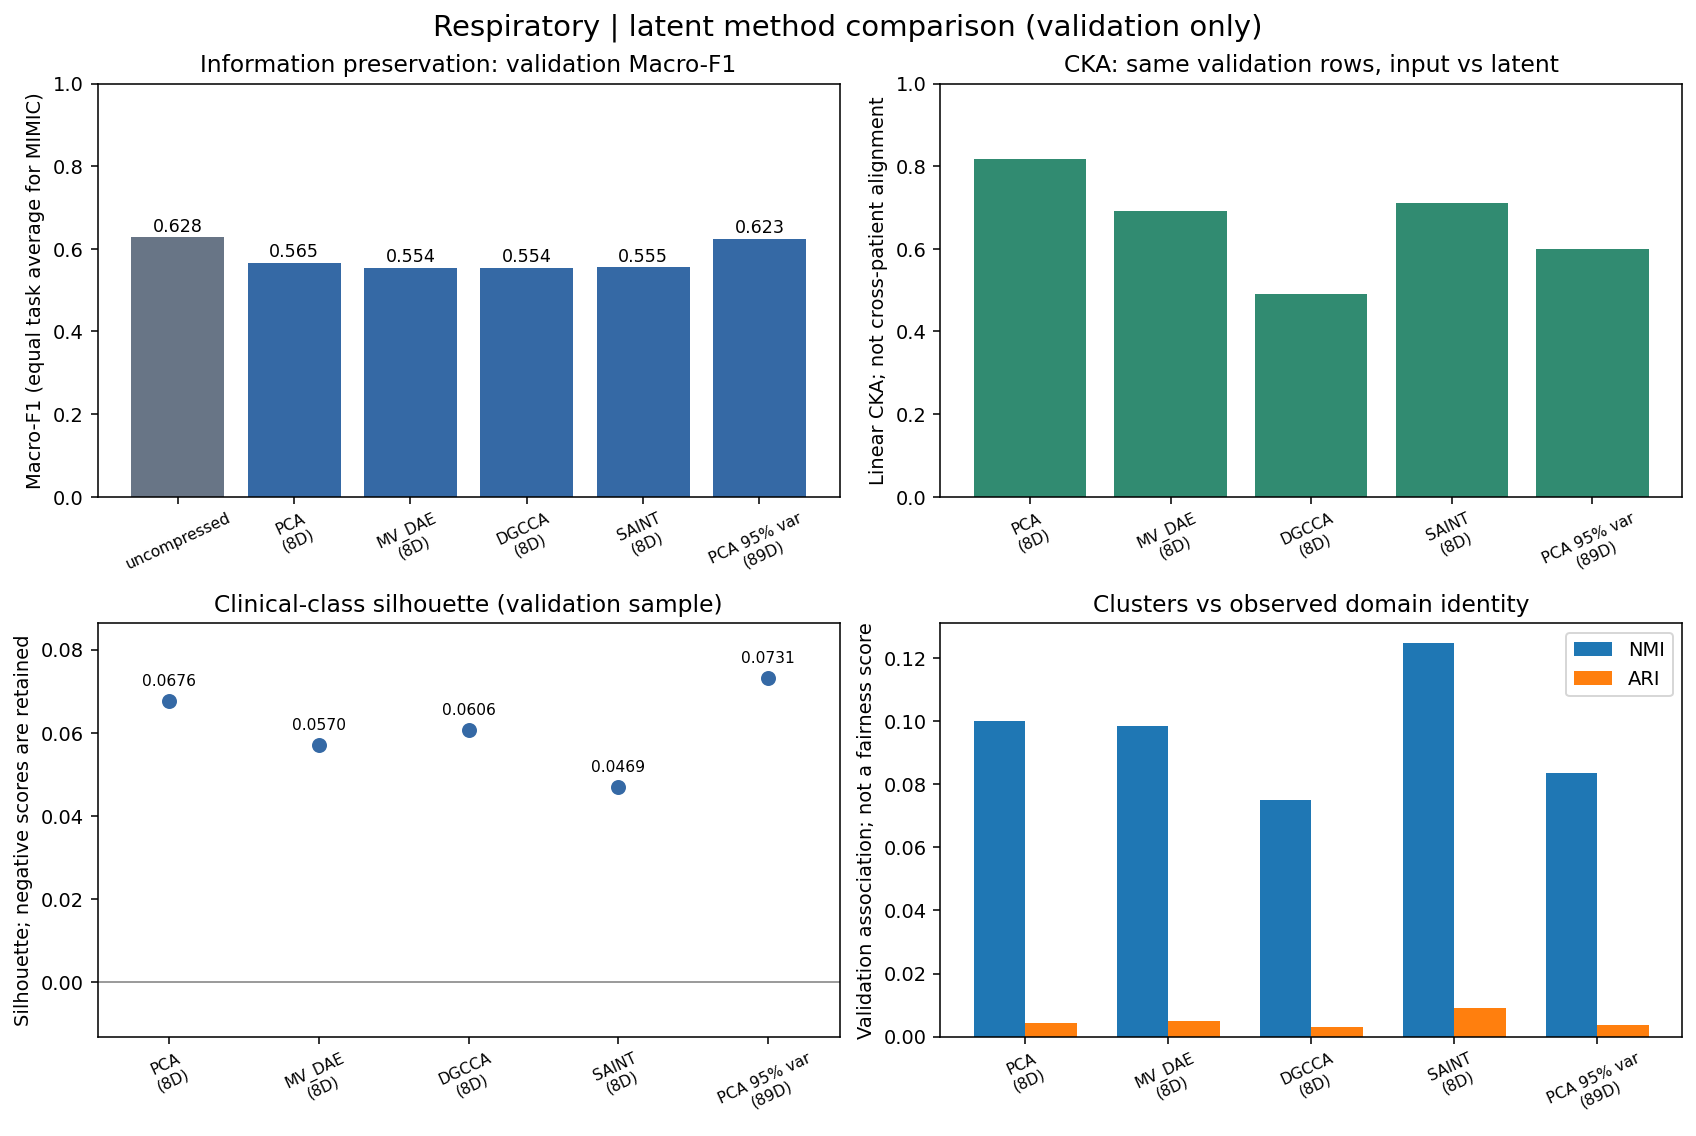 Respiratory | latent method comparison (validation only)
Information preservation: validation Macro-F1
Macro-F1 (equal task average for MIMIC)
1.0
0.8
0.6
0.4
0.2
0.0
0.628
0.565
0.554
0.554
0.555
0.623
uncompressed
PCA
(8D)
MV_DAE
(8D)
DGCCA
(8D)
SAINT
(8D)
PCA 95% var
(89D)
CKA: same validation rows, input vs latent
Linear CKA; not cross-patient alignment
1.0
0.8
0.6
0.4
0.2
0.0
PCA
(8D)
MV_DAE
(8D)
DGCCA
(8D)
SAINT
(8D)
PCA 95% var
(89D)
Clinical-class silhouette (validation sample)
Silhouette; negative scores are retained
0.08
0.06
0.04
0.02
0.00
0.0676
0.0570
0.0606
0.0469
0.0731
PCA
(8D)
MV_DAE
(8D)
DGCCA
(8D)
SAINT
(8D)
PCA 95% var
(89D)
Clusters vs observed domain identity
Validation association; not a fairness score
0.12
0.10
0.08
0.06
0.04
0.02
0.00
NMI
ARI
PCA
(8D)
MV_DAE
(8D)
DGCCA
(8D)
SAINT
(8D)
PCA 95% var
(89D)